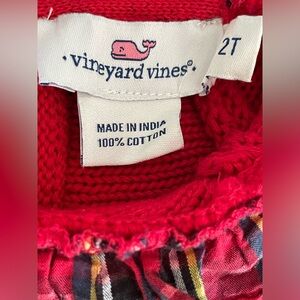 vineyard vines®
2T
MADE IN INDIA
100% COTTON